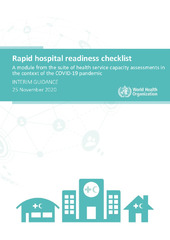 Rapid hospital readiness checklist
A module from the suite of health service capacity assessments in
the context of the COVID-19 pandemic
INTERIM GUIDANCE
25 November 2020
World Health
Organization